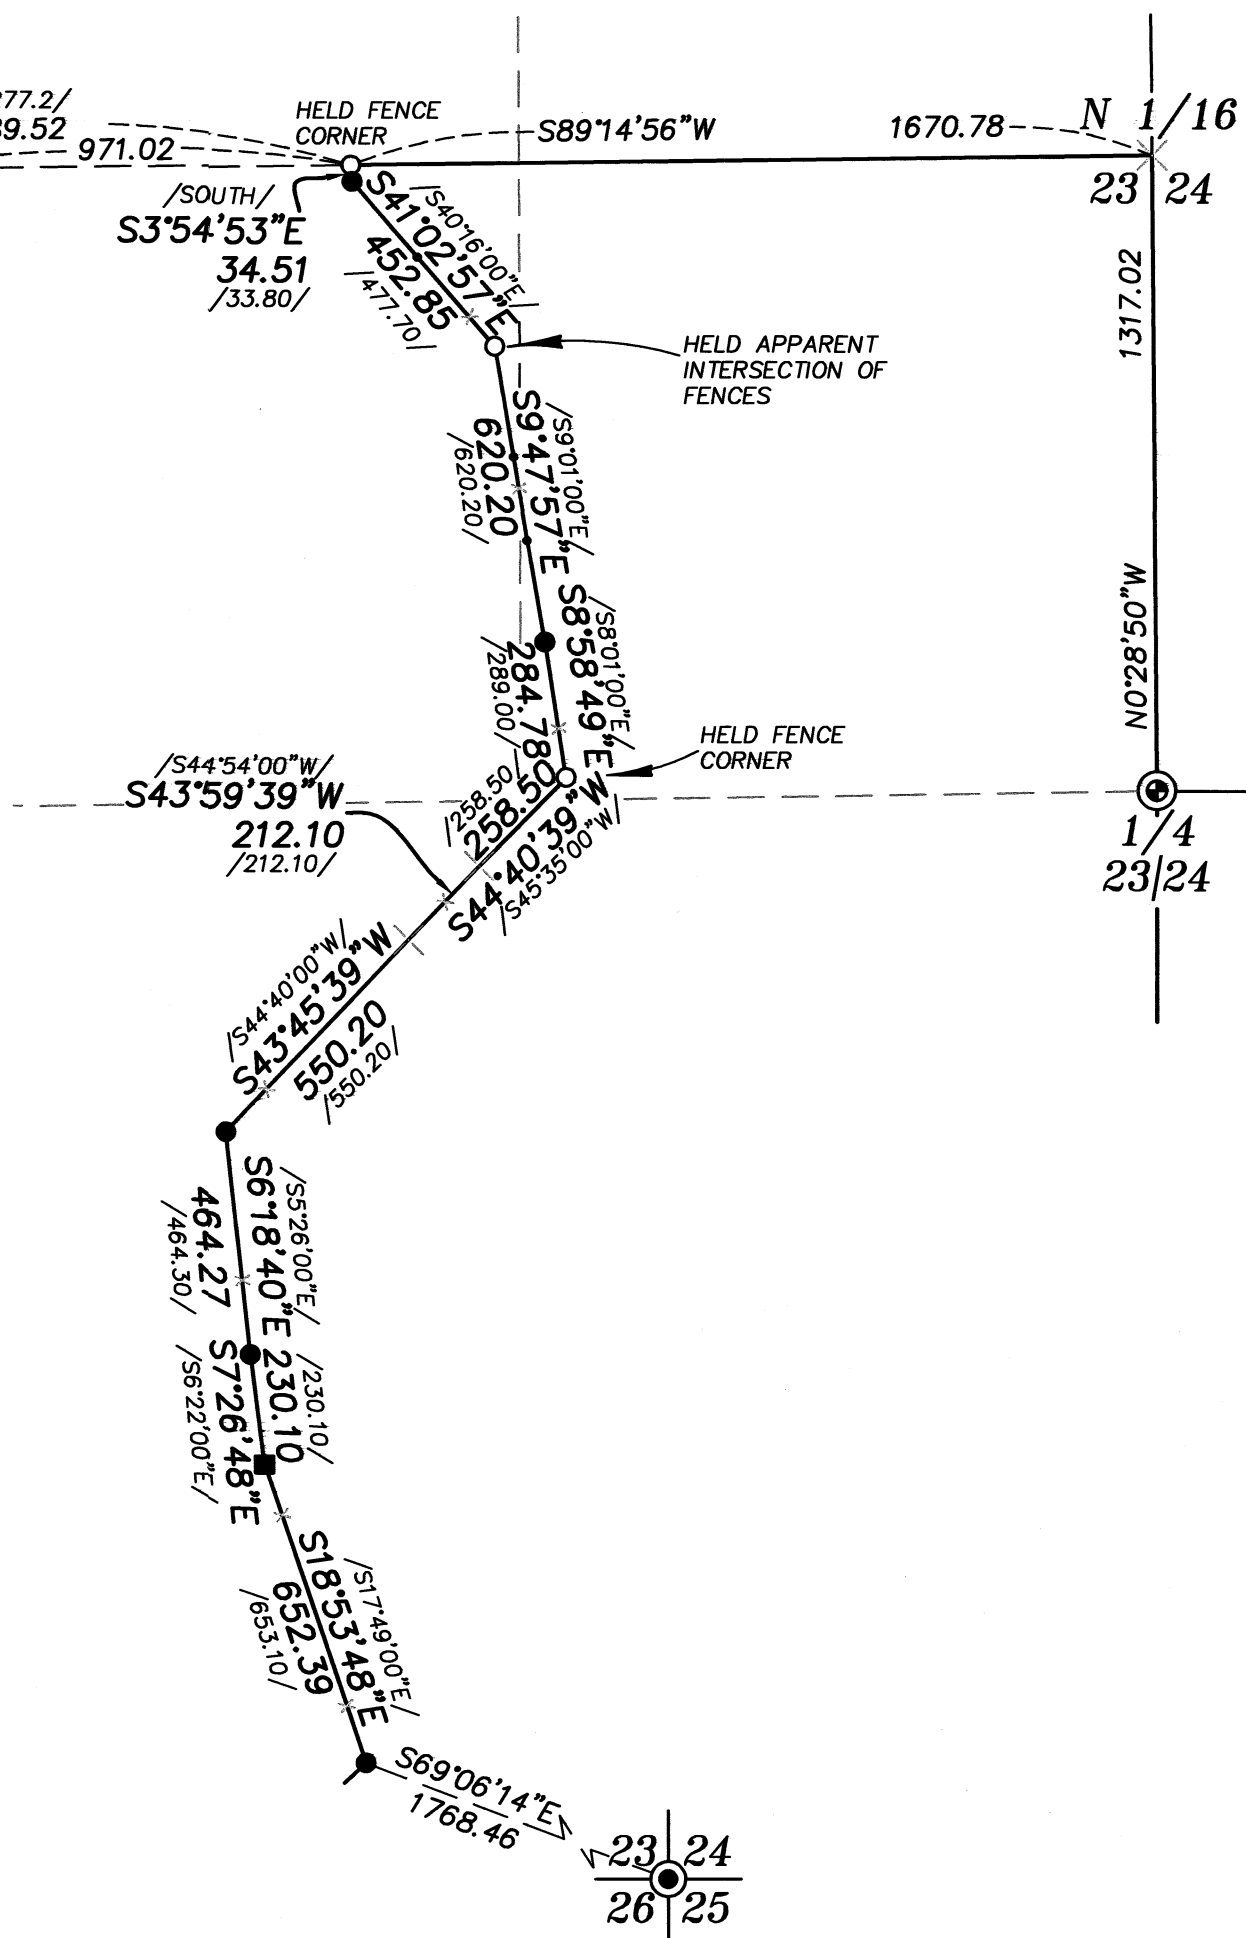 277.2/
39.52
971.02
HELD FENCE
CORNER
S89°14'56"W
1670.78
N 1/16
23 24
/SOUTH/
S3°54'53"E
34.51
/33.80/
/S40°16'00"E/
S41°02'57"E
452.85
/477.70/
1317.02
N0°28'50"W
HELD APPARENT
INTERSECTION OF
FENCES
/S9°01'00"E/
S9°47'57"E
620.20
/620.20/
/S8°01'00"E/
S8°58'49"E
284.78
/289.00/
HELD FENCE
CORNER
/S44°54'00"W/
S43°59'39"W
212.10
/212.10/
/258.50/
258.50
S44°40'39"W
/S45°35'00"W/
1/4
23/24
/S44°40'00"W/
S43°45'39"W
550.20
/550.20/
/S5°26'00"E/
S6°18'40"E
464.27
/464.30/
/230.10/
230.10
S7°26'48"E
/S6°22'00"E/
/S17°49'00"E/
S18°53'48"E
652.39
/653.10/
S69°06'14"E
1768.46
23 24
26 25